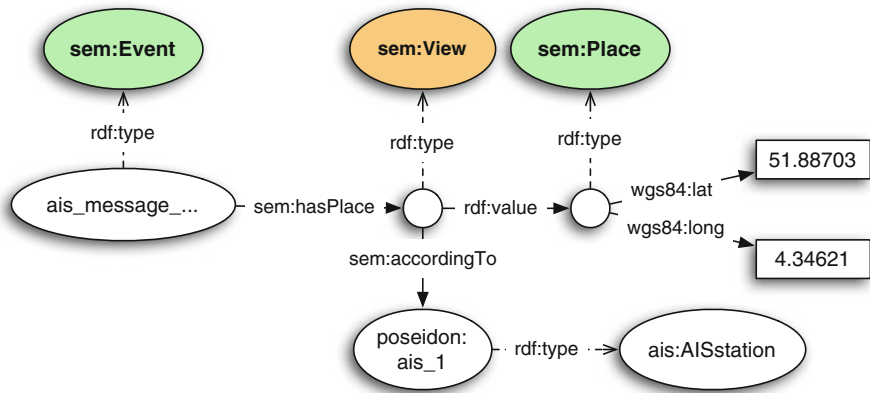 sem:Event
sem:View
sem:Place
rdf:type
rdf:type
rdf:type
51.88703
wgs84:lat
ais_message_...
sem:hasPlace
rdf:value
wgs84:long
4.34621
sem:accordingTo
poseidon:
ais_1
rdf:type
ais:AISstation